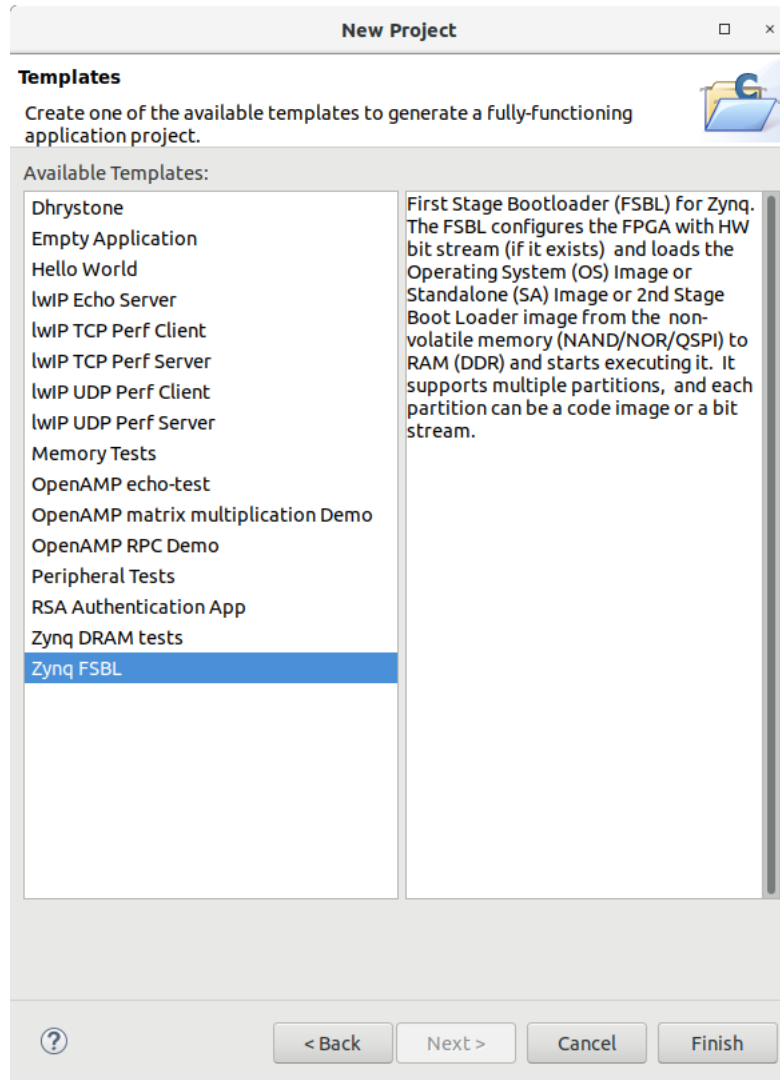 New Project
Templates
Create one of the available templates to generate a fully-functioning
application project.
Available Templates:
Dhrystone
Empty Application
Hello World
lwIP Echo Server
lwIP TCP Perf Client
lwIP TCP Perf Server
lwIP UDP Perf Client
lwIP UDP Perf Server
Memory Tests
OpenAMP echo-test
OpenAMP matrix multiplication Demo
OpenAMP RPC Demo
Peripheral Tests
RSA Authentication App
Zynq DRAM tests
Zynq FSBL
First Stage Bootloader (FSBL) for Zynq.
The FSBL configures the FPGA with HW
bit stream (if it exists)  and loads the
Operating System (OS) Image or
Standalone (SA) Image or 2nd Stage
Boot Loader image from the  non-
volatile memory (NAND/NOR/QSPI) to
RAM (DDR) and starts executing it.  It
supports multiple partitions,  and each
partition can be a code image or a bit
stream.
< Back
Next >
Cancel
Finish